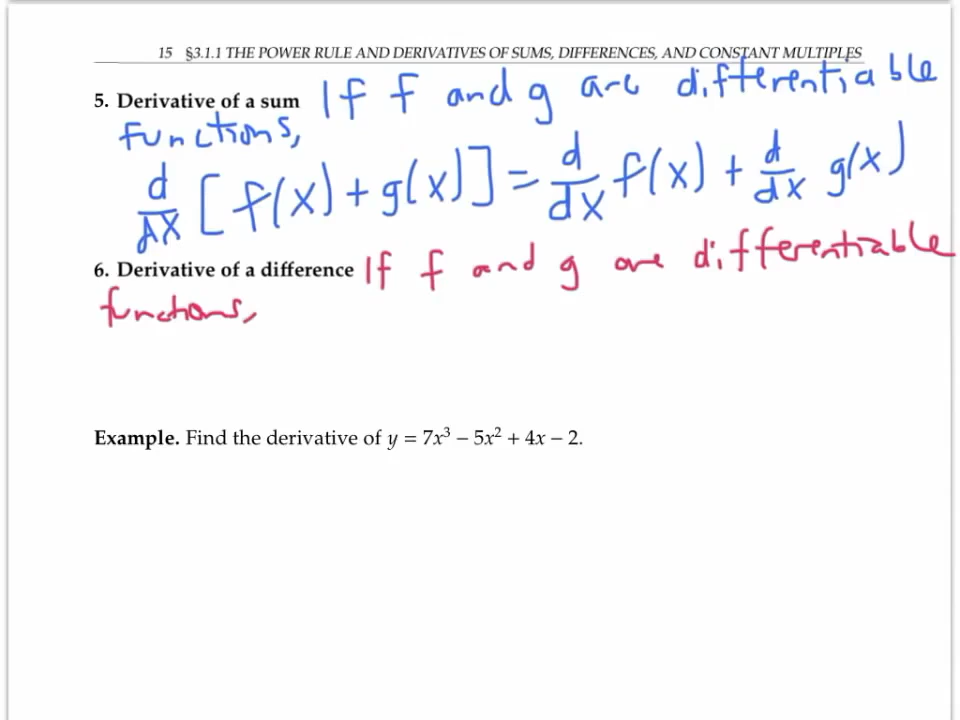 15 §3.1.1 THE POWER RULE AND DERIVATIVES OF SUMS, DIFFERENCES, AND CONSTANT MULTIPLES
5. Derivative of a sum If f and g are differentiable
functions,
d/dx [f(x) + g(x)] = d/dx f(x) + d/dx g(x)
6. Derivative of a difference If f and g are differentiable
functions,
Example. Find the derivative of y = 7x³ − 5x² + 4x − 2.